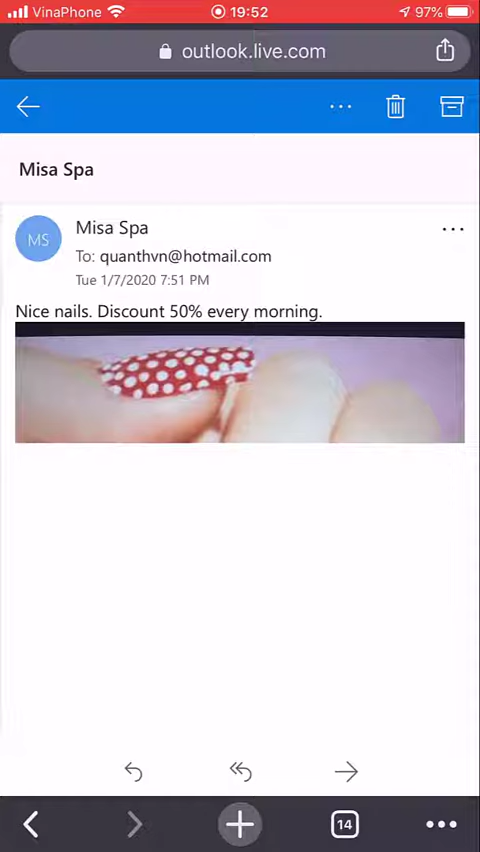 VinaPhone 19:52 97%
outlook.live.com
Misa Spa
MS
Misa Spa
To: quanthvn@hotmail.com
Tue 1/7/2020 7:51 PM
Nice nails. Discount 50% every morning.
14